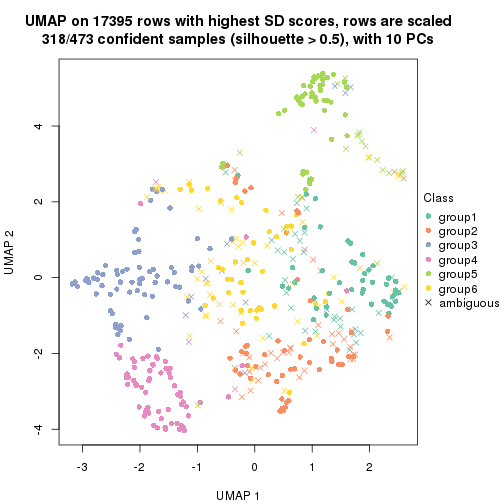 UMAP on 17395 rows with highest SD scores, rows are scaled
318/473 confident samples (silhouette > 0.5), with 10 PCs
4
2
0
-2
-4
UMAP 2
-3
-2
-1
0
1
2
UMAP 1
Class
group1
group2
group3
group4
group5
group6
ambiguous